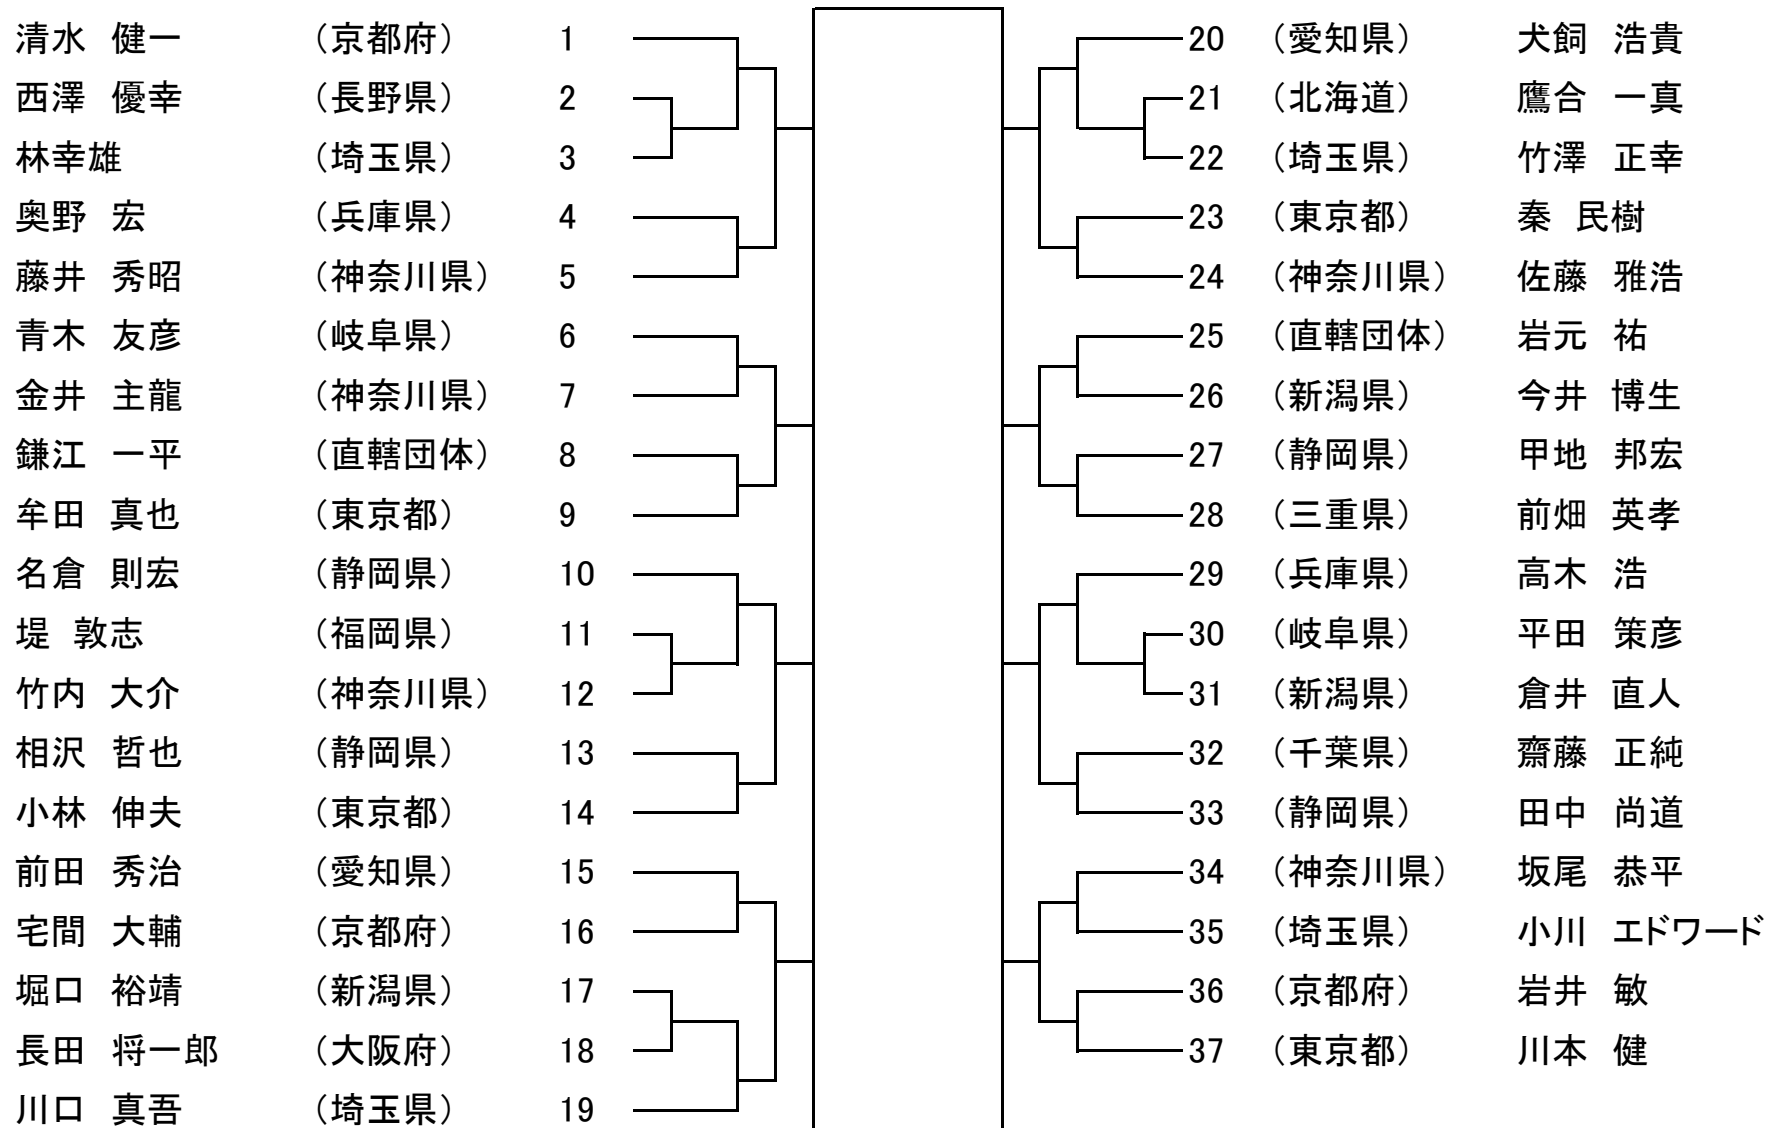 清水 健一 （京都府） 1 20 （愛知県） 犬飼 浩貴
西澤 優幸 （長野県） 2 21 （北海道） 鷹合 一真
林幸雄 （埼玉県） 3 22 （埼玉県） 竹澤 正幸
奥野 宏 （兵庫県） 4 23 （東京都） 秦 民樹
藤井 秀昭 （神奈川県） 5 24 （神奈川県） 佐藤 雅浩
青木 友彦 （岐阜県） 6 25 （直轄団体） 岩元 祐
金井 主龍 （神奈川県） 7 26 （新潟県） 今井 博生
鎌江 一平 （直轄団体） 8 27 （静岡県） 甲地 邦宏
牟田 真也 （東京都） 9 28 （三重県） 前畑 英孝
名倉 則宏 （静岡県） 10 29 （兵庫県） 高木 浩
堤 敦志 （福岡県） 11 30 （岐阜県） 平田 策彦
竹内 大介 （神奈川県） 12 31 （新潟県） 倉井 直人
相沢 哲也 （静岡県） 13 32 （千葉県） 齋藤 正純
小林 伸夫 （東京都） 14 33 （静岡県） 田中 尚道
前田 秀治 （愛知県） 15 34 （神奈川県） 坂尾 恭平
宅間 大輔 （京都府） 16 35 （埼玉県） 小川 エドワード
堀口 裕靖 （新潟県） 17 36 （京都府） 岩井 敏
長田 将一郎 （大阪府） 18 37 （東京都） 川本 健
川口 真吾 （埼玉県） 19